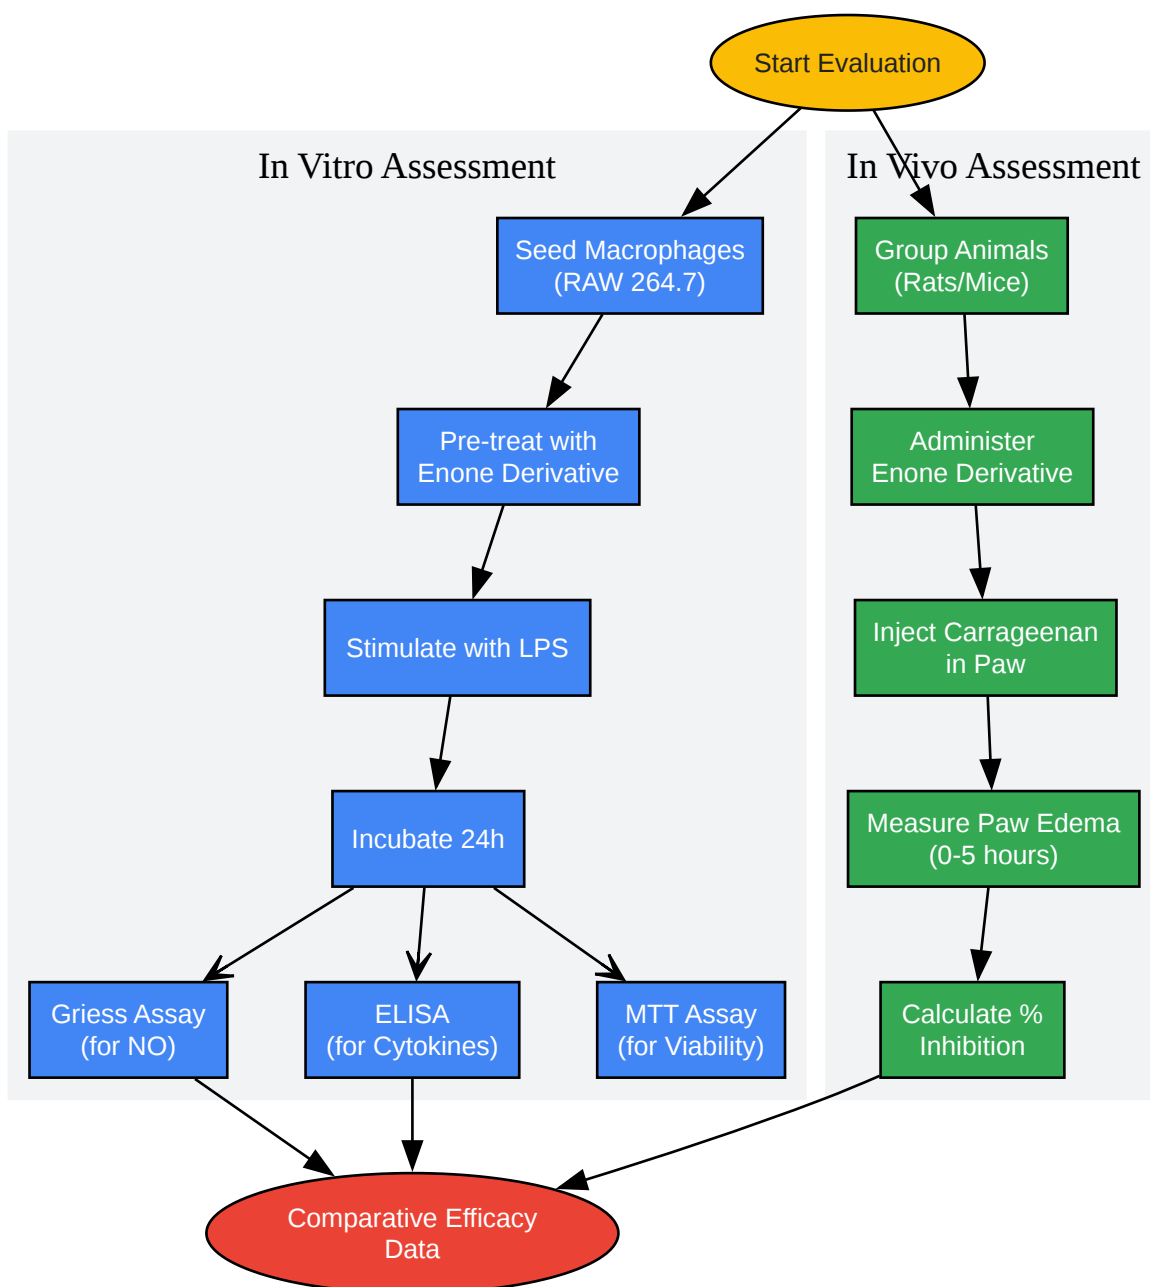 Start Evaluation
In Vitro Assessment
In Vivo Assessment
Seed Macrophages
(RAW 264.7)
Group Animals
(Rats/Mice)
Pre-treat with
Enone Derivative
Administer
Enone Derivative
Stimulate with LPS
Inject Carrageenan
in Paw
Incubate 24h
Measure Paw Edema
(0-5 hours)
Griess Assay
(for NO)
ELISA
(for Cytokines)
MTT Assay
(for Viability)
Calculate %
Inhibition
Comparative Efficacy
Data